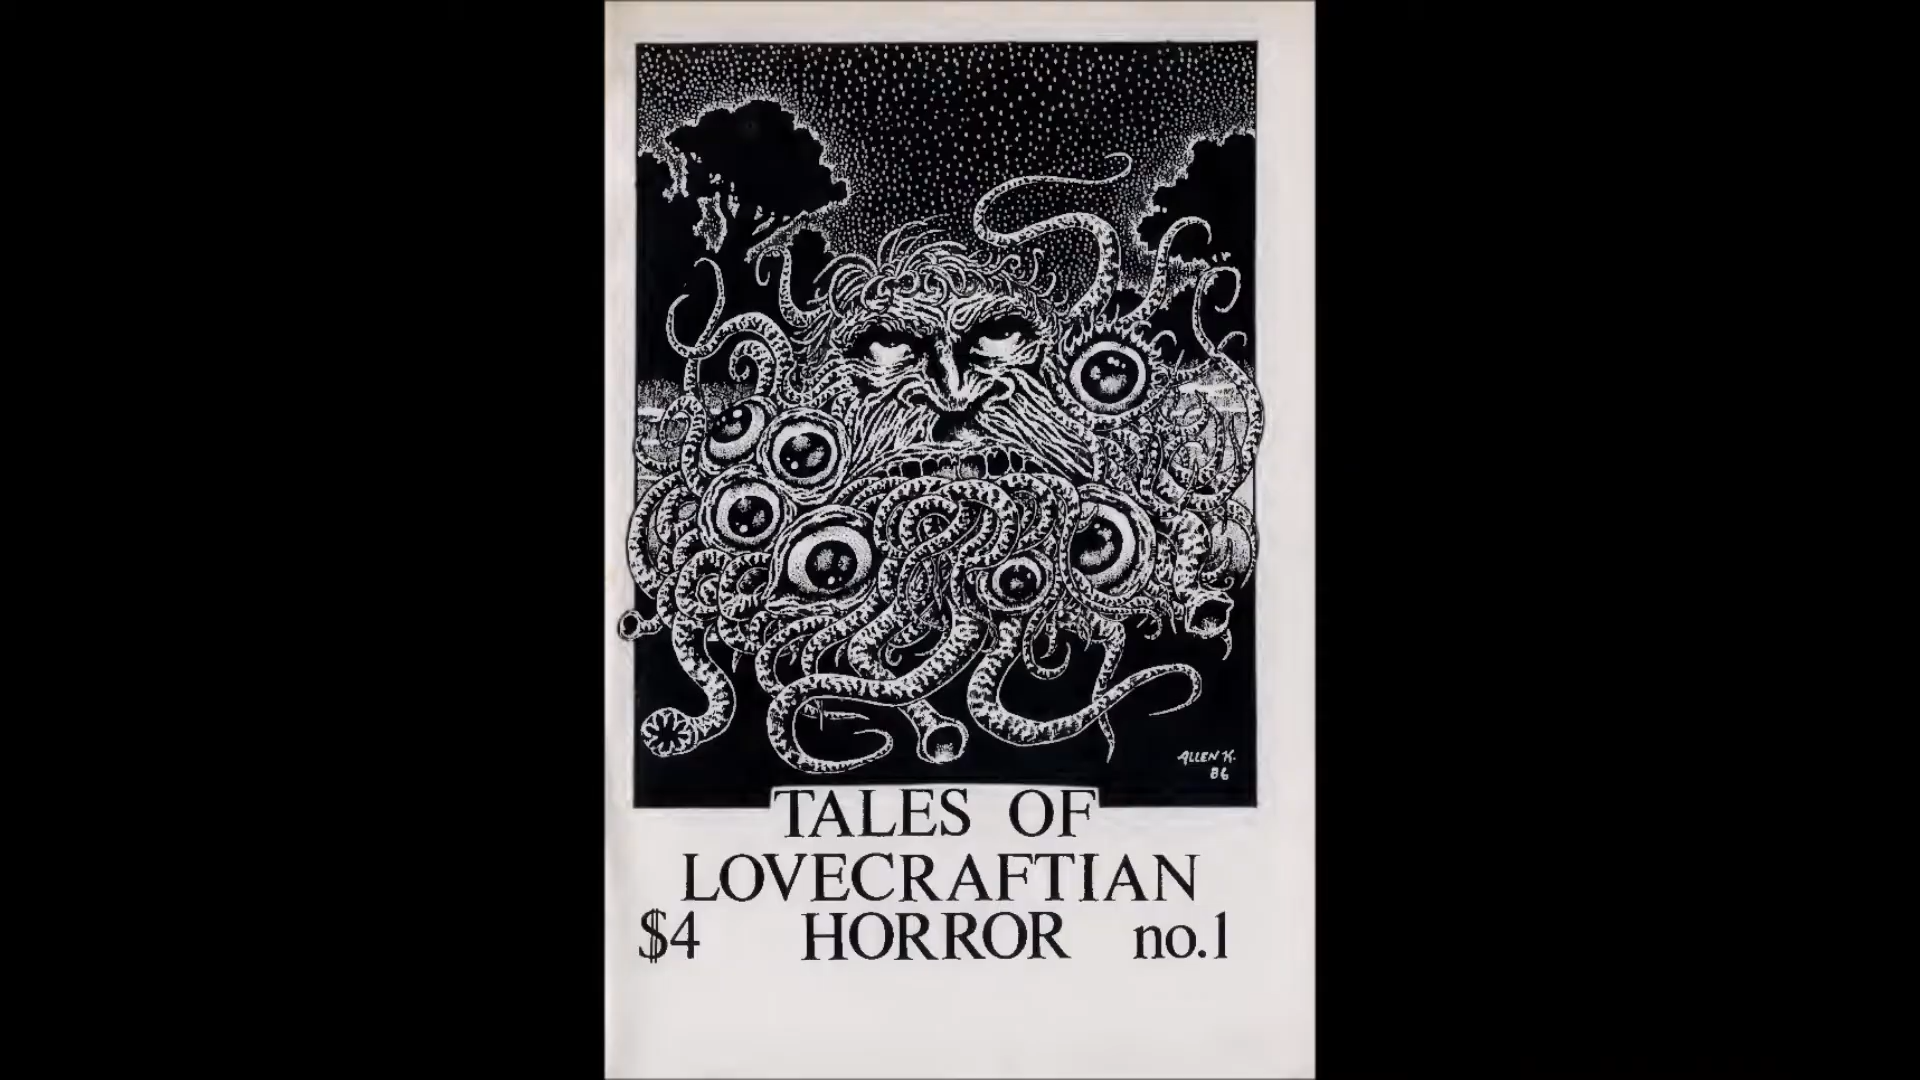 ALLEN K.
86
TALES OF
LOVECRAFTIAN
$4 HORROR no.1